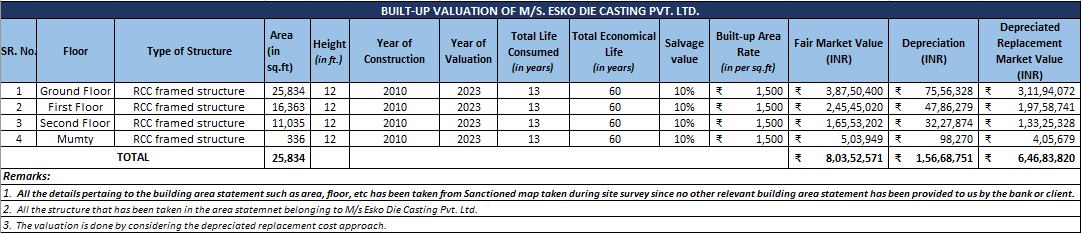 BUILT-UP VALUATION OF M/S. ESKO DIE CASTING PVT. LTD.
SR. No. Floor Type of Structure Area (in sq.ft) Height (in ft.) Year of Construction Year of Valuation Total Life Consumed (in years) Total Economical Life (in years) Salvage value Built-up Area Rate (in per sq.ft) Fair Market Value (INR) Depreciation (INR) Depreciated Replacement Market Value (INR)
1 Ground Floor RCC framed structure 25,834 12 2010 2023 13 60 10% ₹ 1,500 ₹ 3,87,50,400 ₹ 75,56,328 ₹ 3,11,94,072
2 First Floor RCC framed structure 16,363 12 2010 2023 13 60 10% ₹ 1,500 ₹ 2,45,45,020 ₹ 47,86,279 ₹ 1,97,58,741
3 Second Floor RCC framed structure 11,035 12 2010 2023 13 60 10% ₹ 1,500 ₹ 1,65,53,202 ₹ 32,27,874 ₹ 1,33,25,328
4 Mumty RCC framed structure 336 12 2010 2023 13 60 10% ₹ 1,500 ₹ 5,03,949 ₹ 98,270 ₹ 4,05,679
TOTAL 25,834 ₹ 8,03,52,571 ₹ 1,56,68,751 ₹ 6,46,83,820
Remarks:
1. All the details pertaining to the building area statement such as area, floor, etc has been taken from Sanctioned map taken during site survey since no other relevant building area statement has been provided to us by the bank or client.
2. All the structure that has been taken in the area statemnet belonging to M/s Esko Die Casting Pvt. Ltd.
3. The valuation is done by considering the depreciated replacement cost approach.